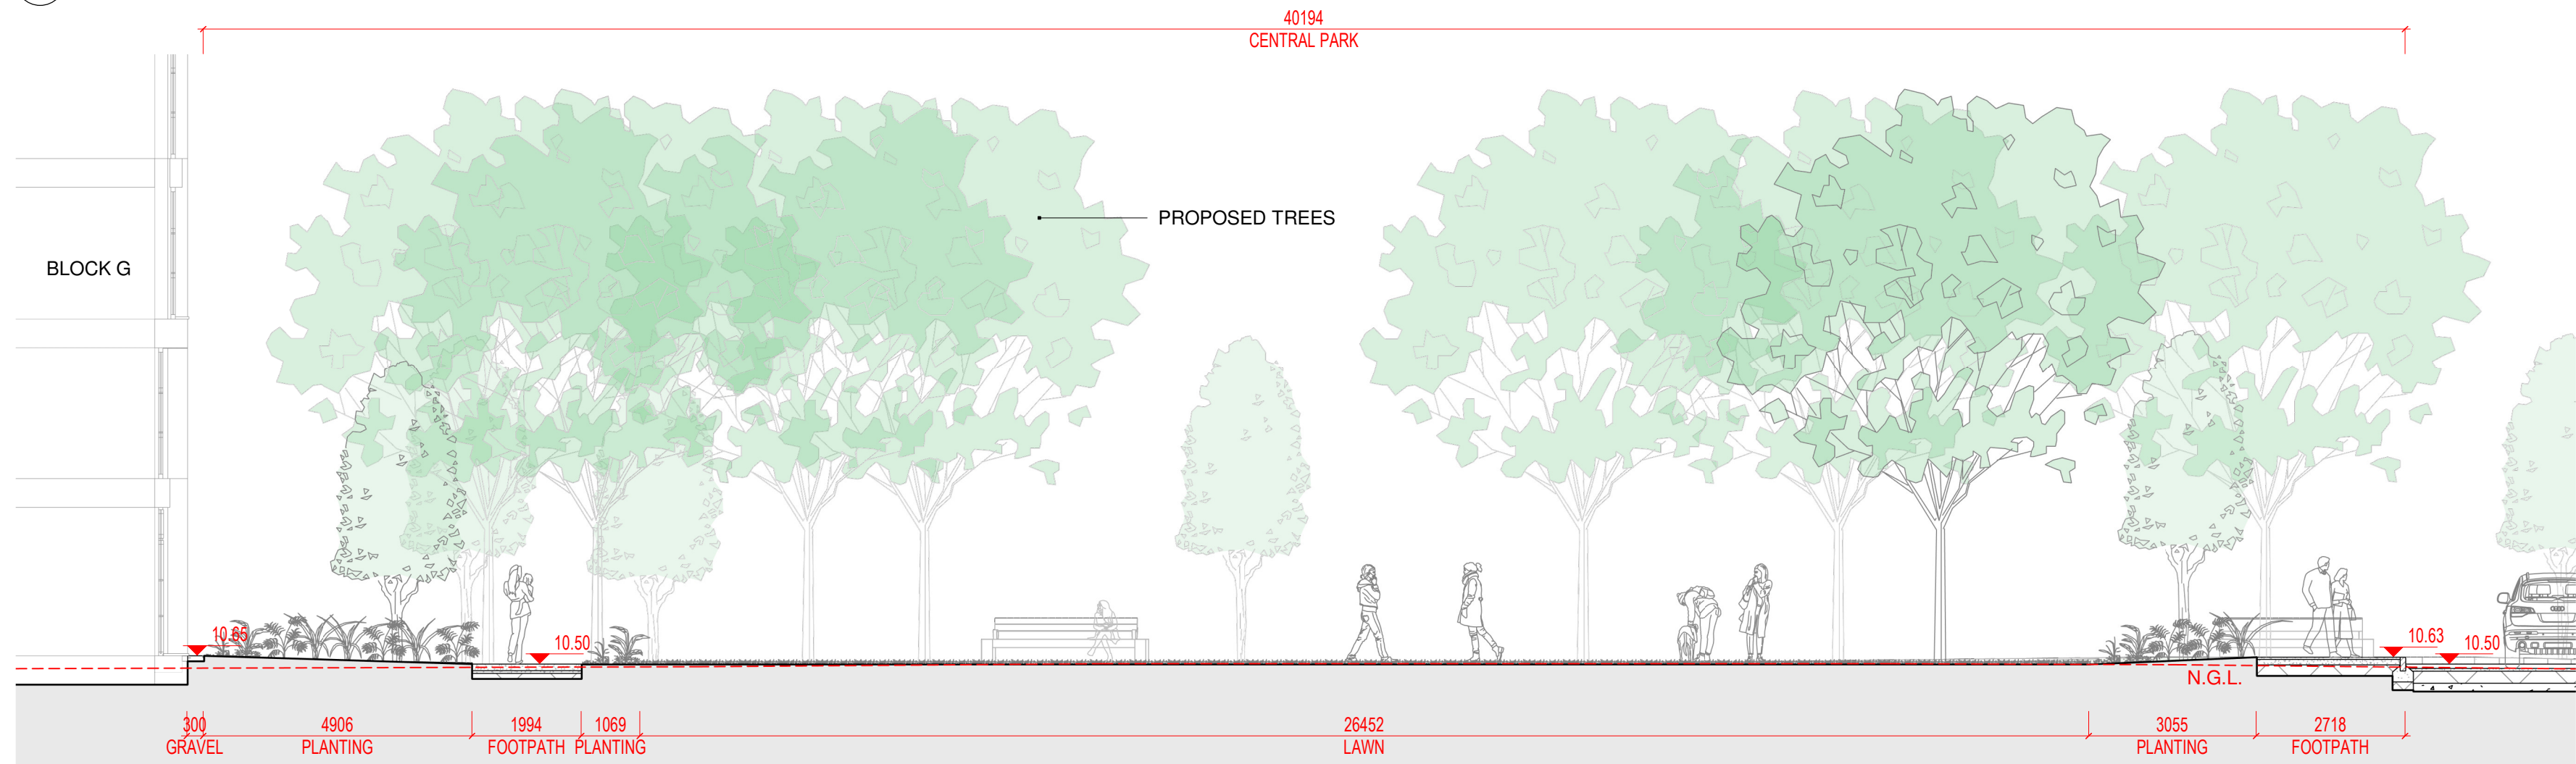 40194
CENTRAL PARK
PROPOSED TREES
BLOCK G
10.65
10.50
10.63
10.50
N.G.L.
300
GRAVEL
4906
PLANTING
1994
FOOTPATH
1069
PLANTING
26452
LAWN
3055
PLANTING
2718
FOOTPATH